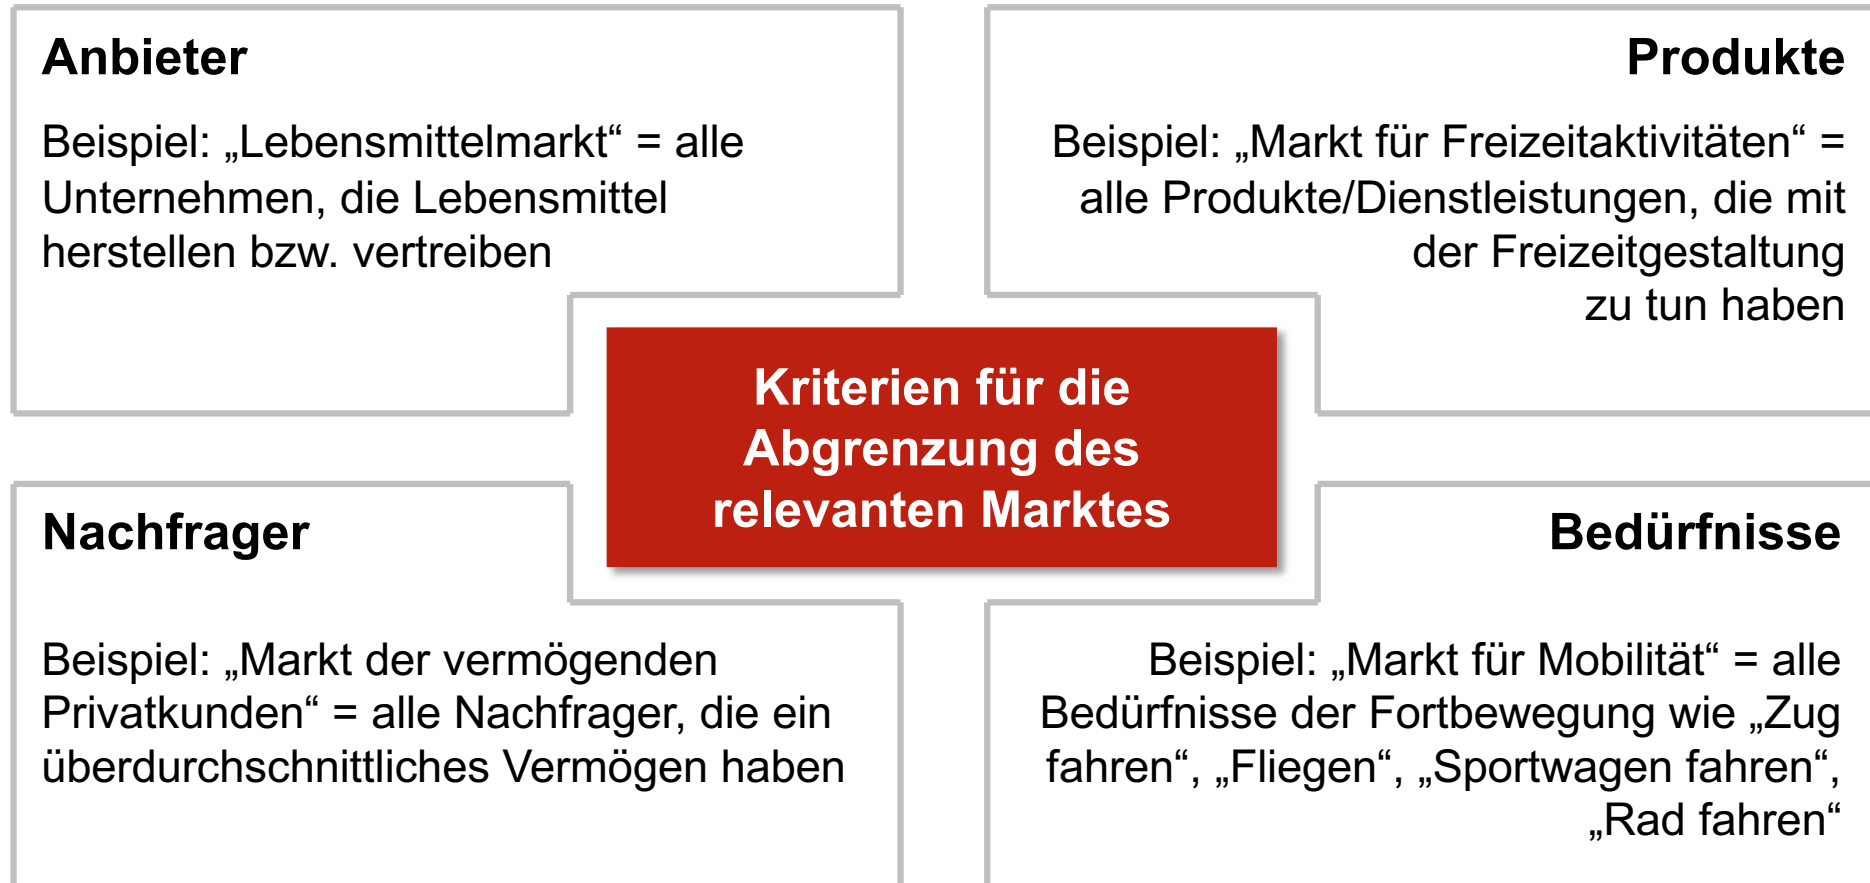 Anbieter
Beispiel: „Lebensmittelmarkt“ = alle
Unternehmen, die Lebensmittel
herstellen bzw. vertreiben
Produkte
Beispiel: „Markt für Freizeitaktivitäten“ =
alle Produkte/Dienstleistungen, die mit
der Freizeitgestaltung
zu tun haben
Kriterien für die
Abgrenzung des
relevanten Marktes
Nachfrager
Beispiel: „Markt der vermögenden
Privatkunden“ = alle Nachfrager, die ein
überdurchschnittliches Vermögen haben
Bedürfnisse
Beispiel: „Markt für Mobilität“ = alle
Bedürfnisse der Fortbewegung wie „Zug
fahren“, „Fliegen“, „Sportwagen fahren“,
„Rad fahren“